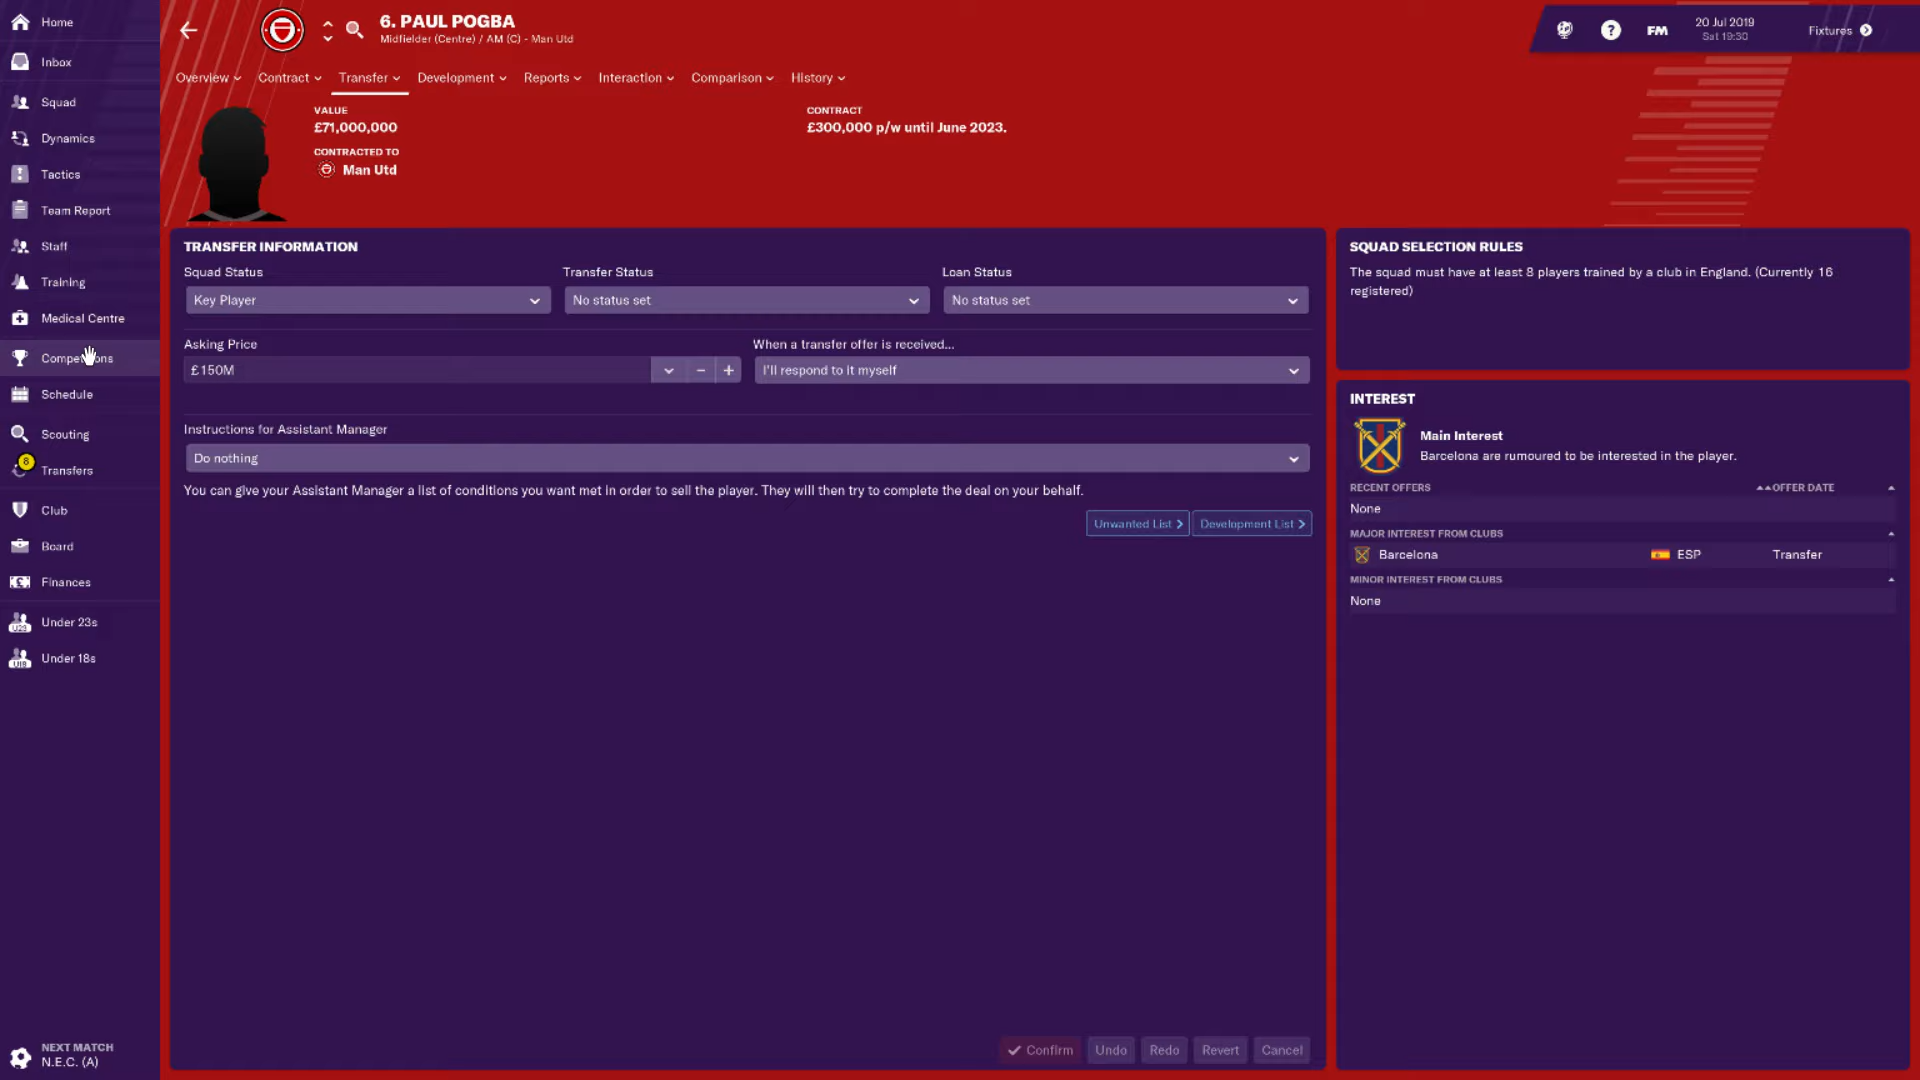 Home
Inbox
Squad
Dynamics
Tactics
Team Report
Staff
Training
Medical Centre
Schedule
Scouting
8
Transfers
Club
Board
Finances
U23
Under 23s
U18
Under 18s
NEXT MATCH
N.E.C. (A)
6. PAUL POGBA
Midfielder (Centre) / AM (C) - Man Utd
FM
20 Jul 2019
Sat 19:30
Fixtures
Overview
Contract
Transfer
Development
Reports
Interaction
Comparison
History
VALUE
£71,000,000
CONTRACTED TO
Man Utd
CONTRACT
£300,000 p/w until June 2023.
TRANSFER INFORMATION
Squad Status
Transfer Status
Loan Status
Key Player
No status set
No status set
Asking Price
When a transfer offer is received...
£150M
I'll respond to it myself
Instructions for Assistant Manager
Do nothing
You can give your Assistant Manager a list of conditions you want met in order to sell the player. They will then try to complete the deal on your behalf.
Unwanted List
Development List
Confirm
Undo
Redo
Revert
Cancel
SQUAD SELECTION RULES
The squad must have at least 8 players trained by a club in England. (Currently 16
registered)
INTEREST
Main Interest
Barcelona are rumoured to be interested in the player.
RECENT OFFERS
OFFER DATE
None
MAJOR INTEREST FROM CLUBS
Barcelona
ESP
Transfer
MINOR INTEREST FROM CLUBS
None